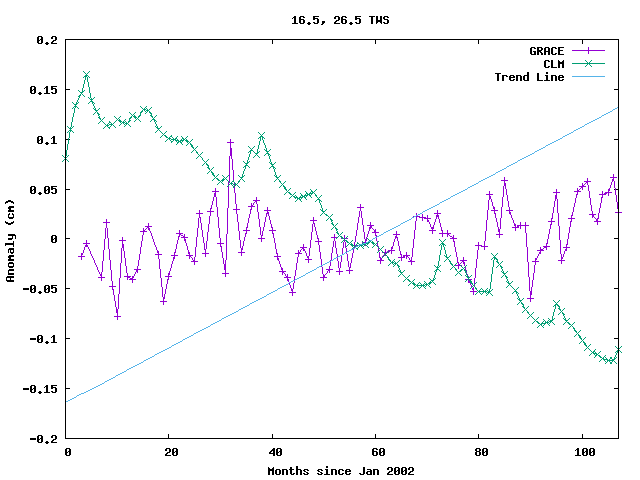 16.5, 26.5 TWS
0.2
GRACE
CLM
Trend Line
0.15
0.1
0.05
Anomaly (cm)
0
-0.05
-0.1
-0.15
-0.2
0 20 40 60 80 100
Months since Jan 2002